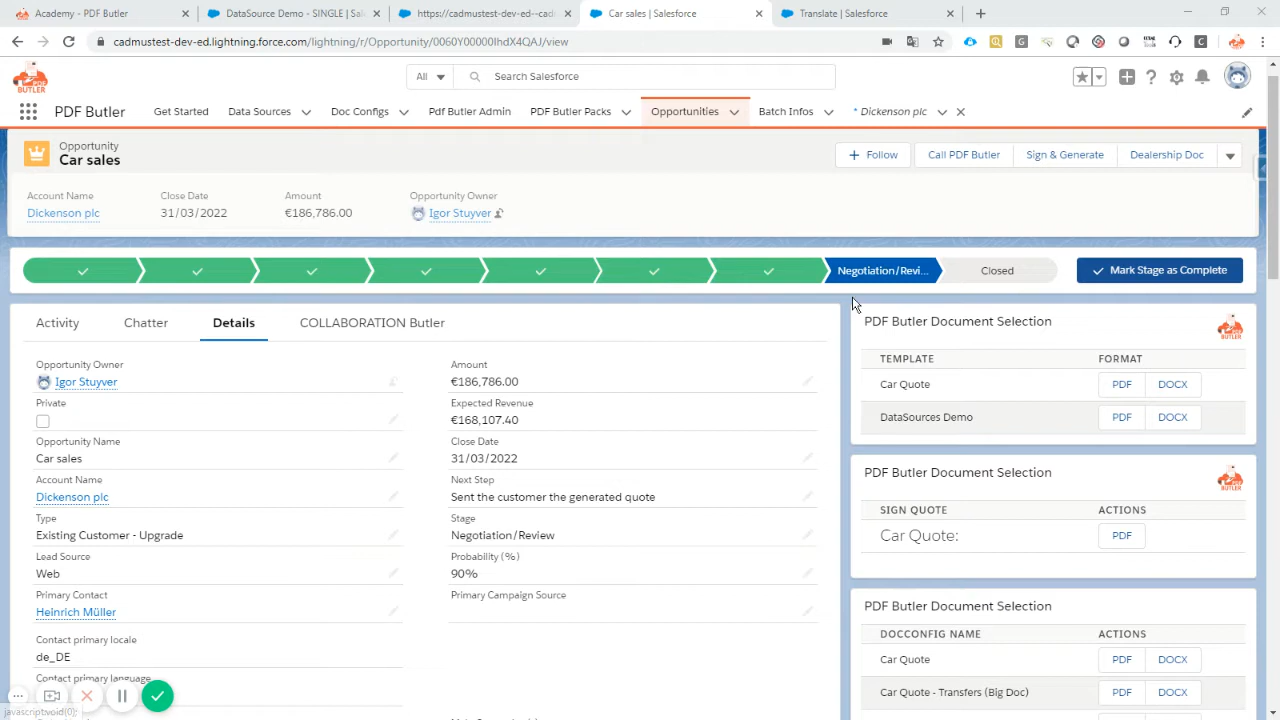 Academy - PDF Butler
DataSource Demo - SINGLE | Sal
https://cadmustest-dev-ed--cadn
Car sales | Salesforce
Translate | Salesforce
cadmustest-dev-ed.lightning.force.com/lightning/r/Opportunity/0060Y00000IhdX4QAJ/view
PDF BUTLER
All
Search Salesforce
PDF Butler
Get Started
Data Sources
Doc Configs
Pdf Butler Admin
PDF Butler Packs
Opportunities
Batch Infos
* Dickenson plc
Opportunity
Car sales
Follow
Call PDF Butler
Sign & Generate
Dealership Doc
Account Name
Close Date
Amount
Opportunity Owner
Dickenson plc
31/03/2022
€186,786.00
Igor Stuyver
Negotiation/Revi...
Closed
Mark Stage as Complete
Activity
Chatter
Details
COLLABORATION Butler
Opportunity Owner
Igor Stuyver
Private
Opportunity Name
Car sales
Account Name
Dickenson plc
Type
Existing Customer - Upgrade
Lead Source
Web
Primary Contact
Heinrich Müller
Contact primary locale
de_DE
Contact primary language
javascript:void(0);
Amount
€186,786.00
Expected Revenue
€168,107.40
Close Date
31/03/2022
Next Step
Sent the customer the generated quote
Stage
Negotiation/Review
Probability (%)
90%
Primary Campaign Source
PDF Butler Document Selection
TEMPLATE FORMAT
Car Quote PDF DOCX
DataSources Demo PDF DOCX
PDF Butler Document Selection
SIGN QUOTE ACTIONS
Car Quote: PDF
PDF Butler Document Selection
DOCCONFIG NAME ACTIONS
Car Quote PDF DOCX
Car Quote - Transfers (Big Doc) PDF DOCX